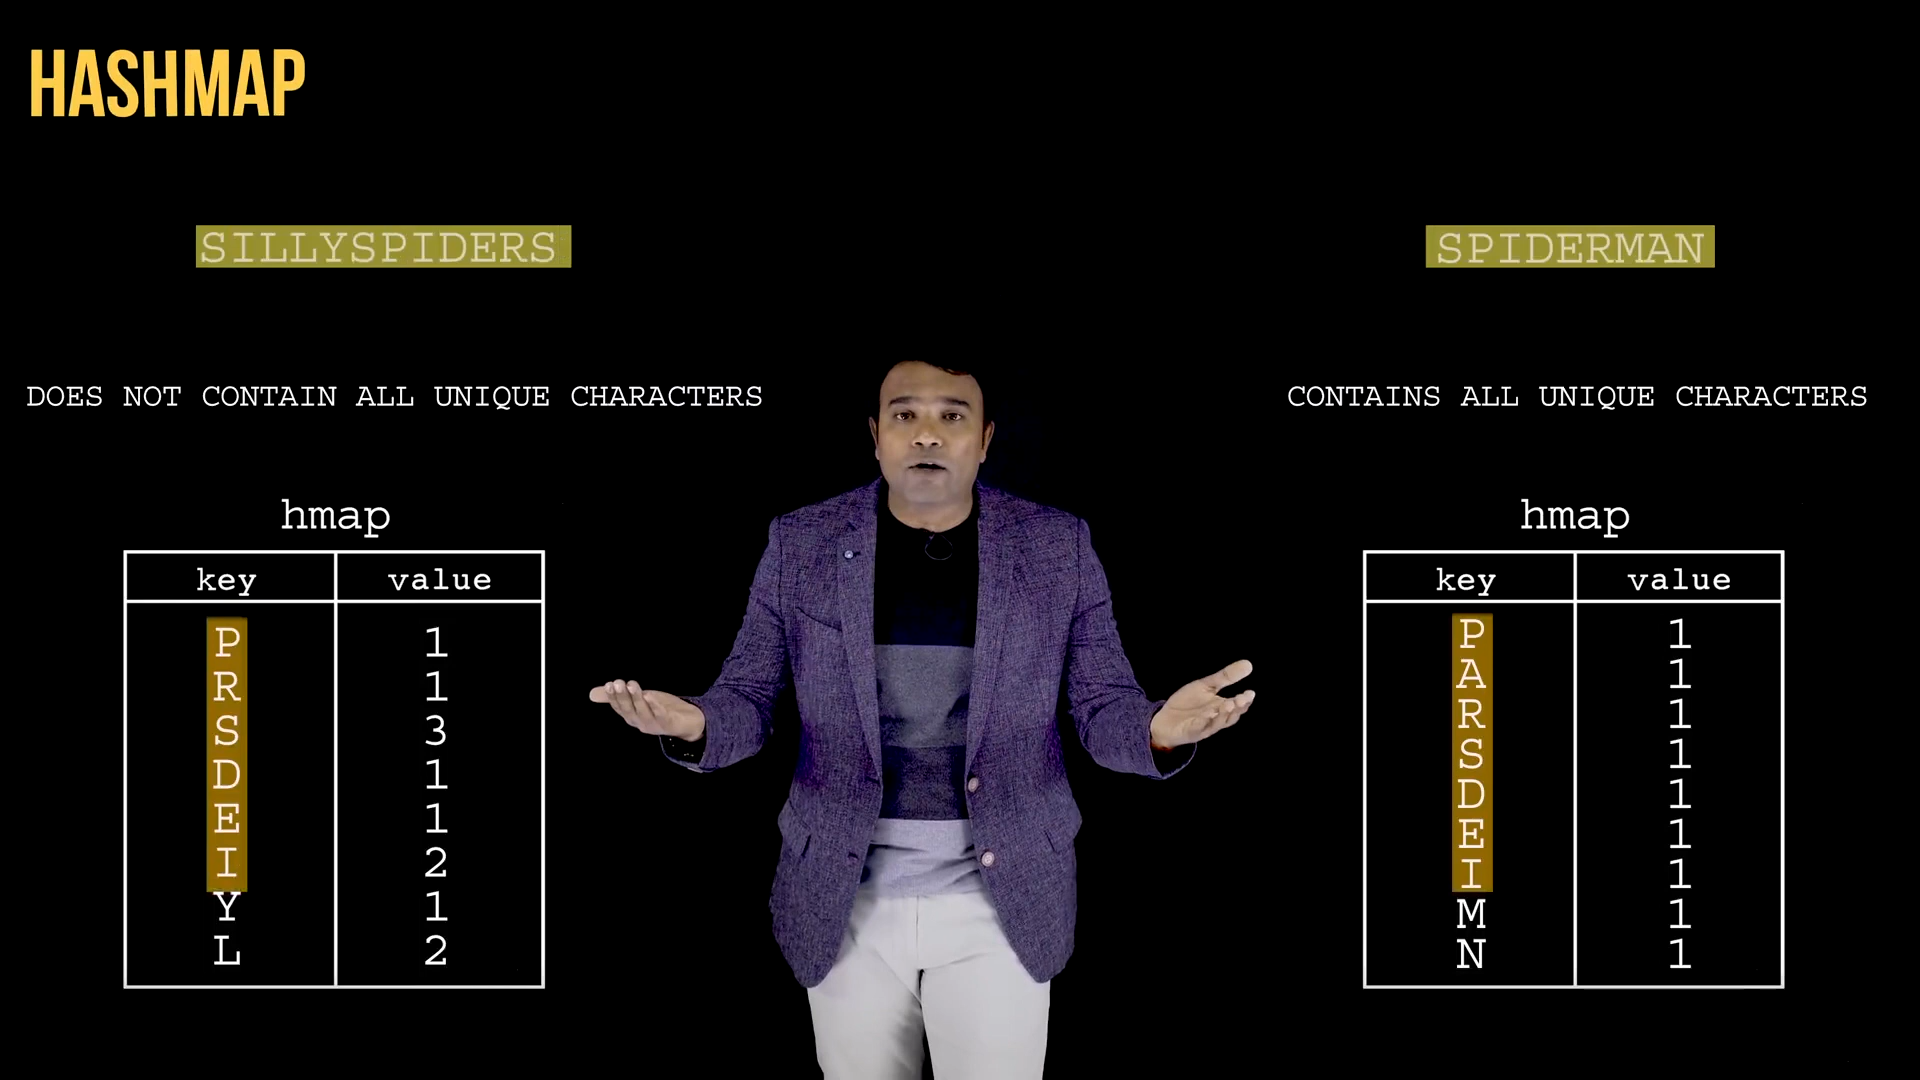 HASHMAP
SILLYSPIDERS
DOES NOT CONTAIN ALL UNIQUE CHARACTERS
hmap
key value
P 1
R 1
S 3
D 1
E 1
I 2
Y 1
L 2
SPIDERMAN
CONTAINS ALL UNIQUE CHARACTERS
hmap
key value
P 1
A 1
R 1
S 1
D 1
E 1
I 1
M 1
N 1